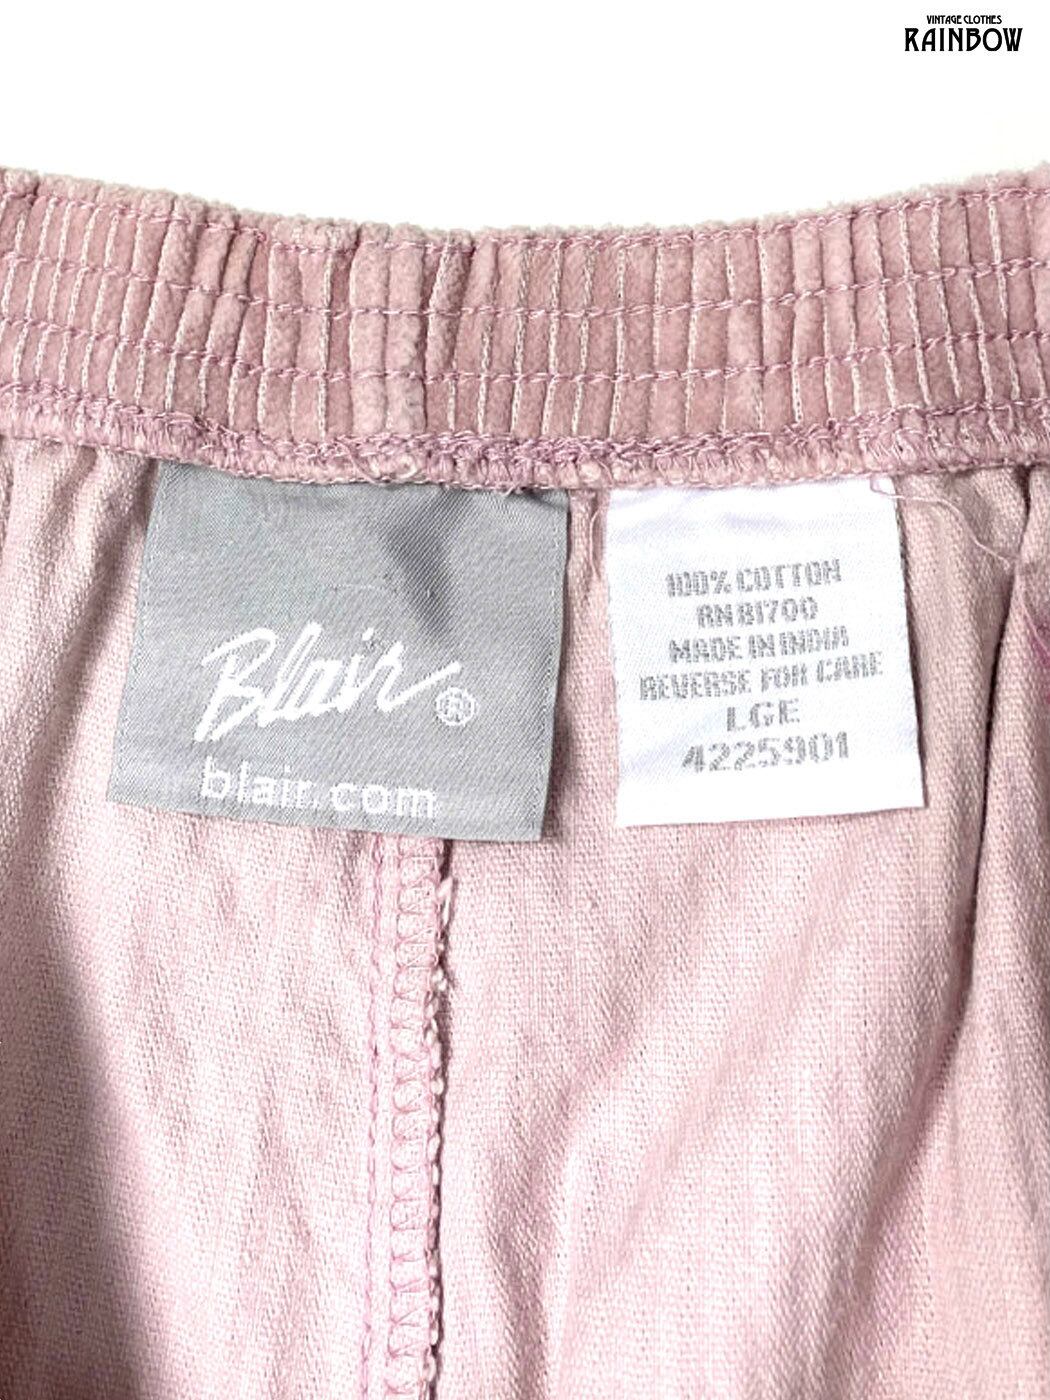 VINTAGE CLOTHES
RAINBOW
Blair®
blair.com
100% COTTON
RN 81700
MADE IN INDIA
REVERSE FOR CARE
LGE
4225901